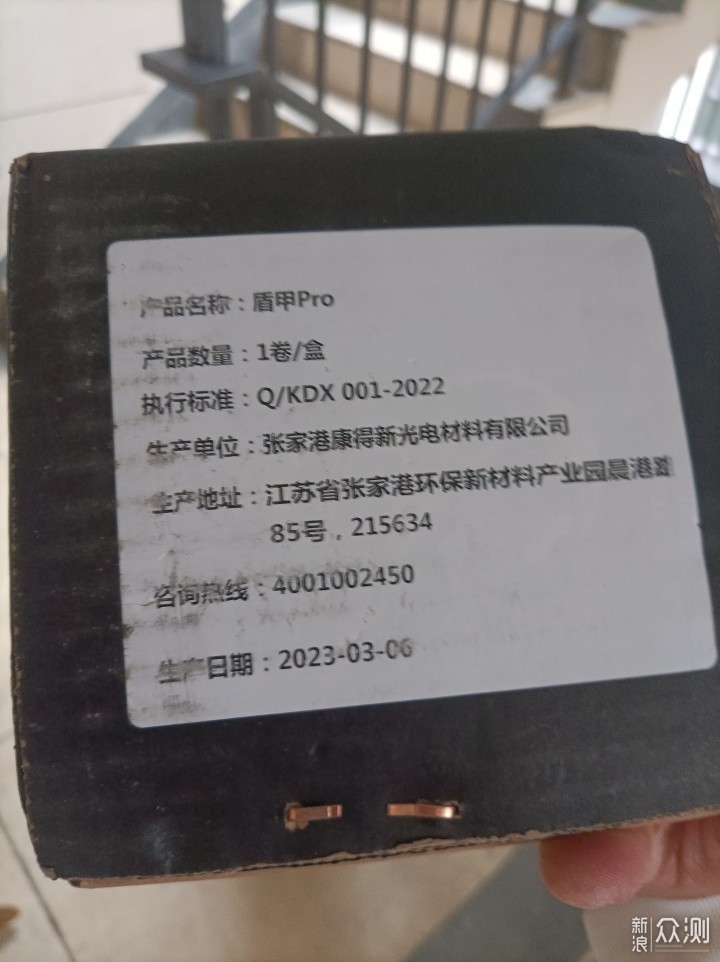 产品名称：盾甲Pro
产品数量：1卷/盒
执行标准：Q/KDX 001-2022
生产单位：张家港康得新光电材料有限公司
生产地址：江苏省张家港环保新材料产业园晨港路
85号，215634
咨询热线：4001002450
生产日期：2023-03-06
新浪众测